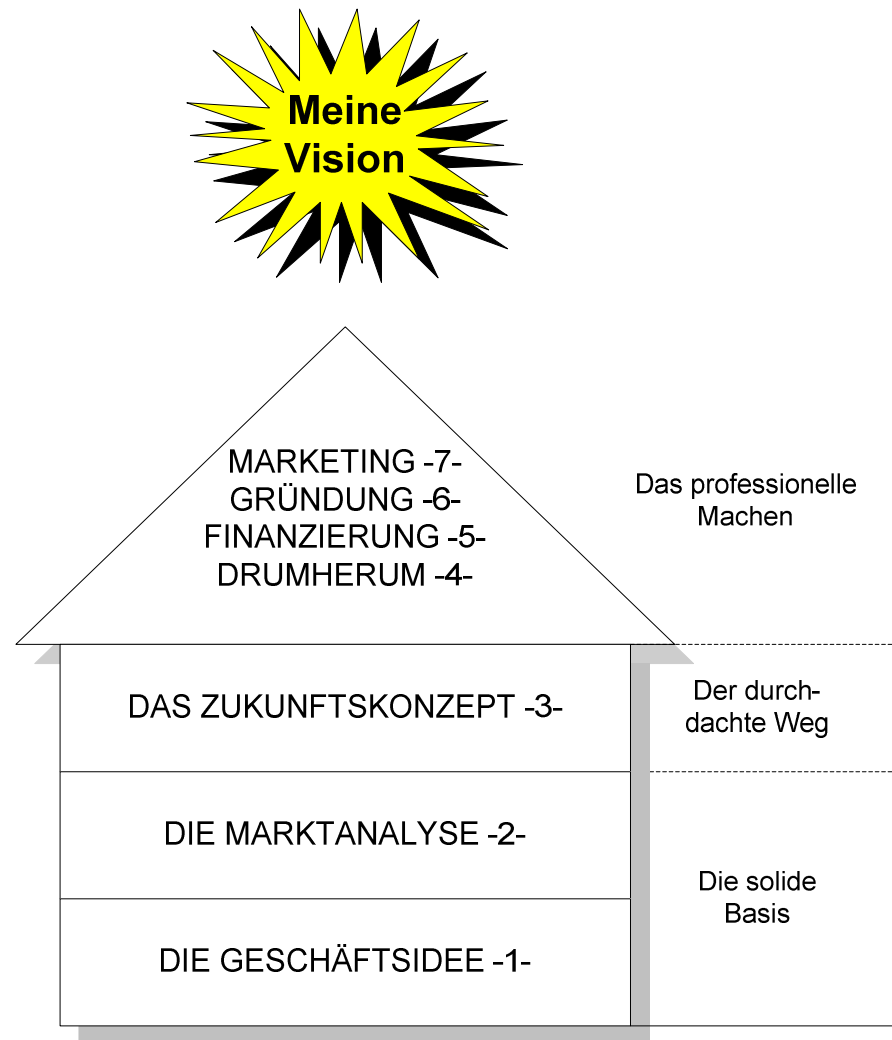 Meine
Vision
MARKETING -7-
GRÜNDUNG -6-
FINANZIERUNG -5-
DRUMHERUM -4-
Das professionelle
Machen
DAS ZUKUNFTSKONZEPT -3-
Der durch-
dachte Weg
DIE MARKTANALYSE -2-
Die solide
Basis
DIE GESCHÄFTSIDEE -1-